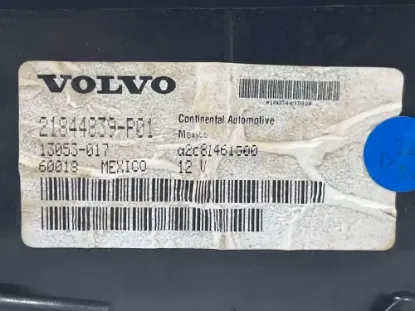 VOLVO
21844839-P01
13053-017
60018 MEXICO
Continental Automotive
Mexico
a2c81461500
12 V